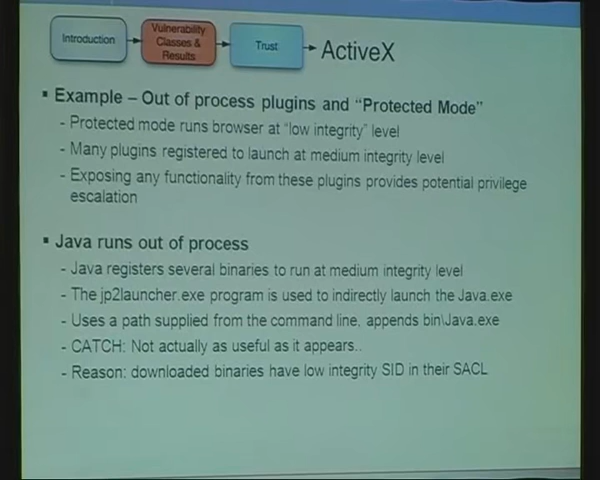 Introduction
Vulnerability
Classes &
Results
Trust
ActiveX
▪ Example – Out of process plugins and “Protected Mode”
- Protected mode runs browser at “low integrity” level
- Many plugins registered to launch at medium integrity level
- Exposing any functionality from these plugins provides potential privilege
escalation
▪ Java runs out of process
- Java registers several binaries to run at medium integrity level
- The jp2launcher.exe program is used to indirectly launch the Java.exe
- Uses a path supplied from the command line, appends bin\Java.exe
- CATCH: Not actually as useful as it appears..
- Reason: downloaded binaries have low integrity SID in their SACL